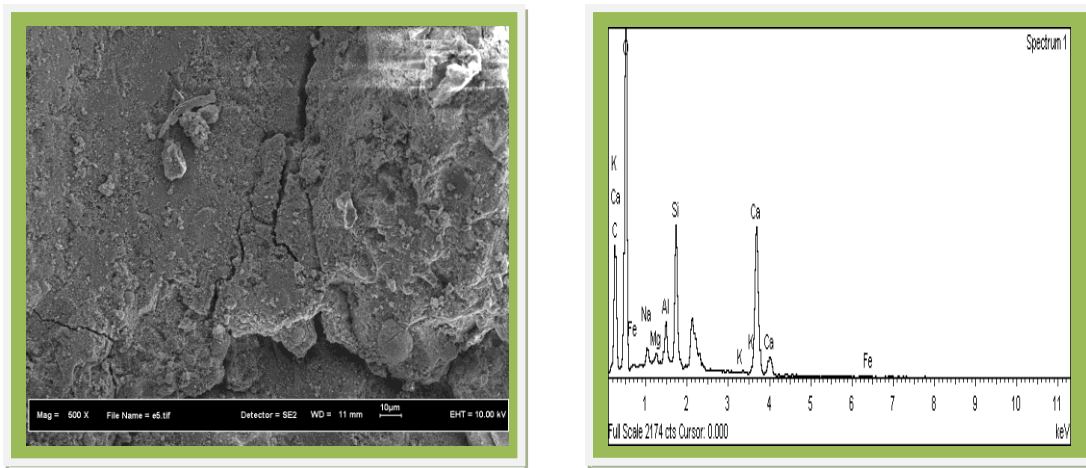 Mag = 500 X File Name = e5.tif Detector = SE2 WD = 11 mm 10µm EHT = 10.00 kV
Spectrum 1
O
K
Ca
C
Fe
Na
Mg
Al
Si
K
K
Ca
Ca
Fe
1 2 3 4 5 6 7 8 9 10 11
Full Scale 2174 cts Cursor: 0.000 keV